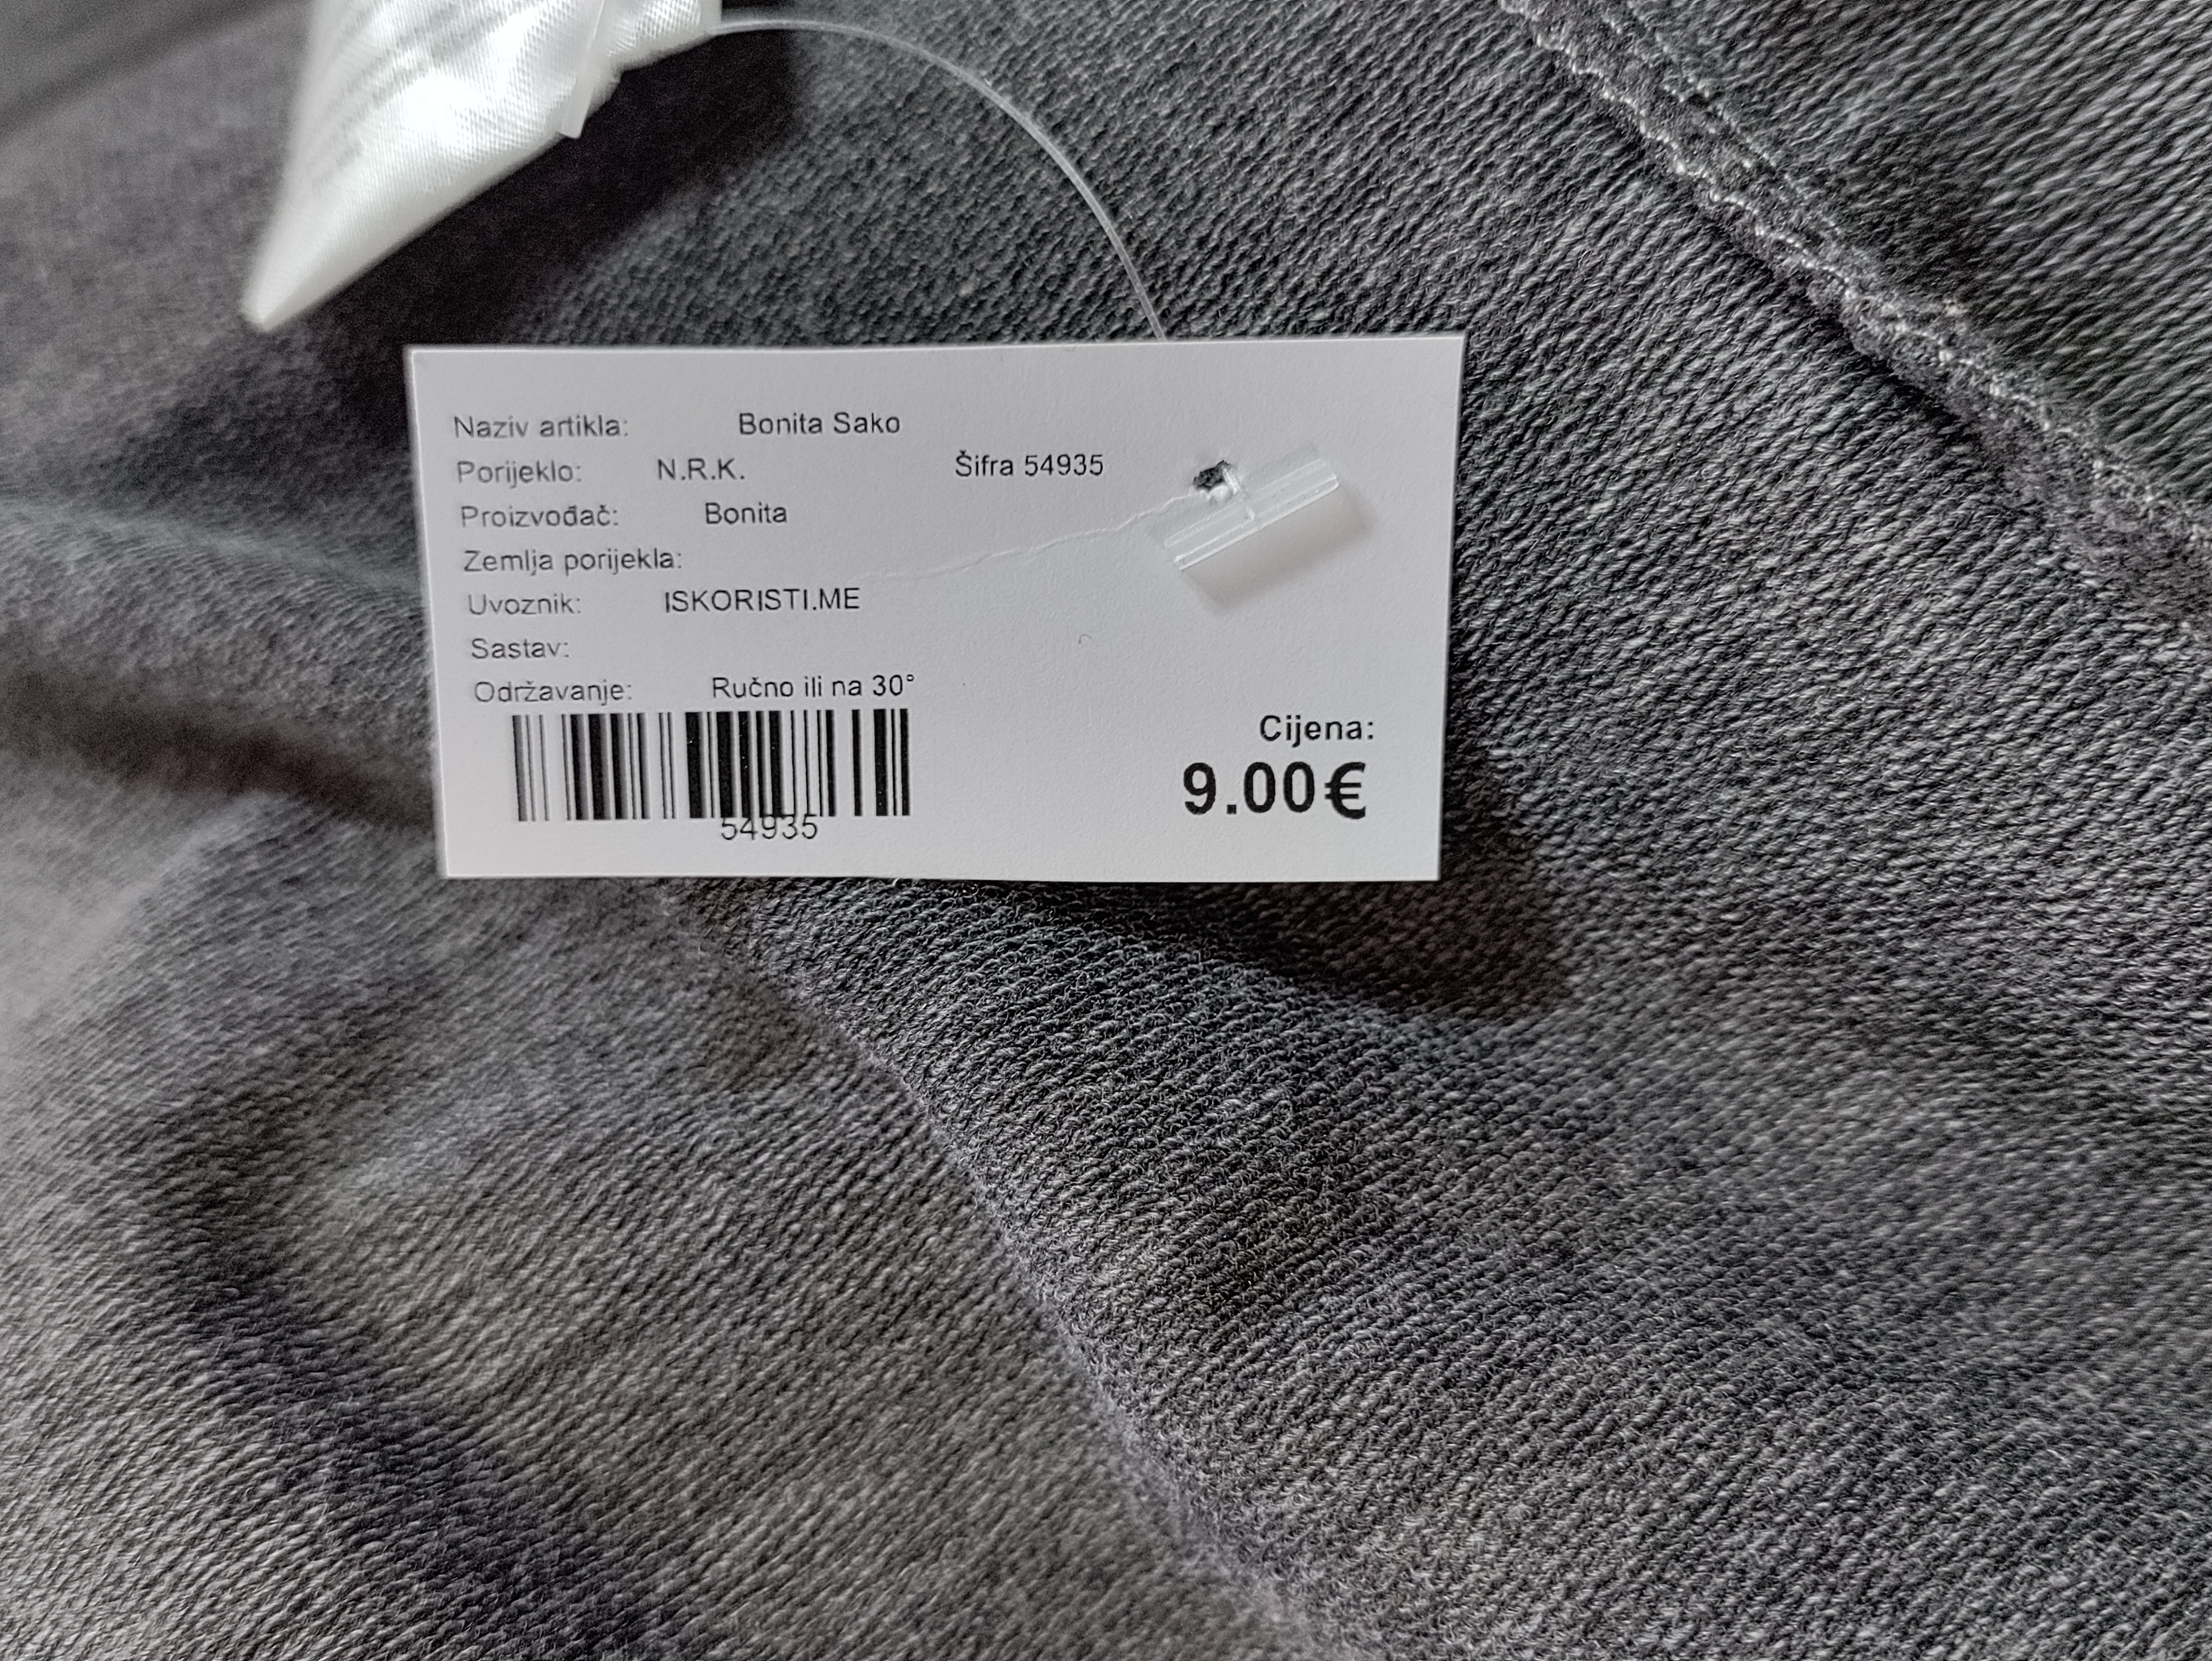 Naziv artikla: Bonita Sako
Porijeklo: N.R.K. Šifra 54935
Proizvođač: Bonita
Zemlja porijekla:
Uvoznik: ISKORISTI.ME
Sastav:
Održavanje: Ručno ili na 30°
54935
Cijena:
9.00€